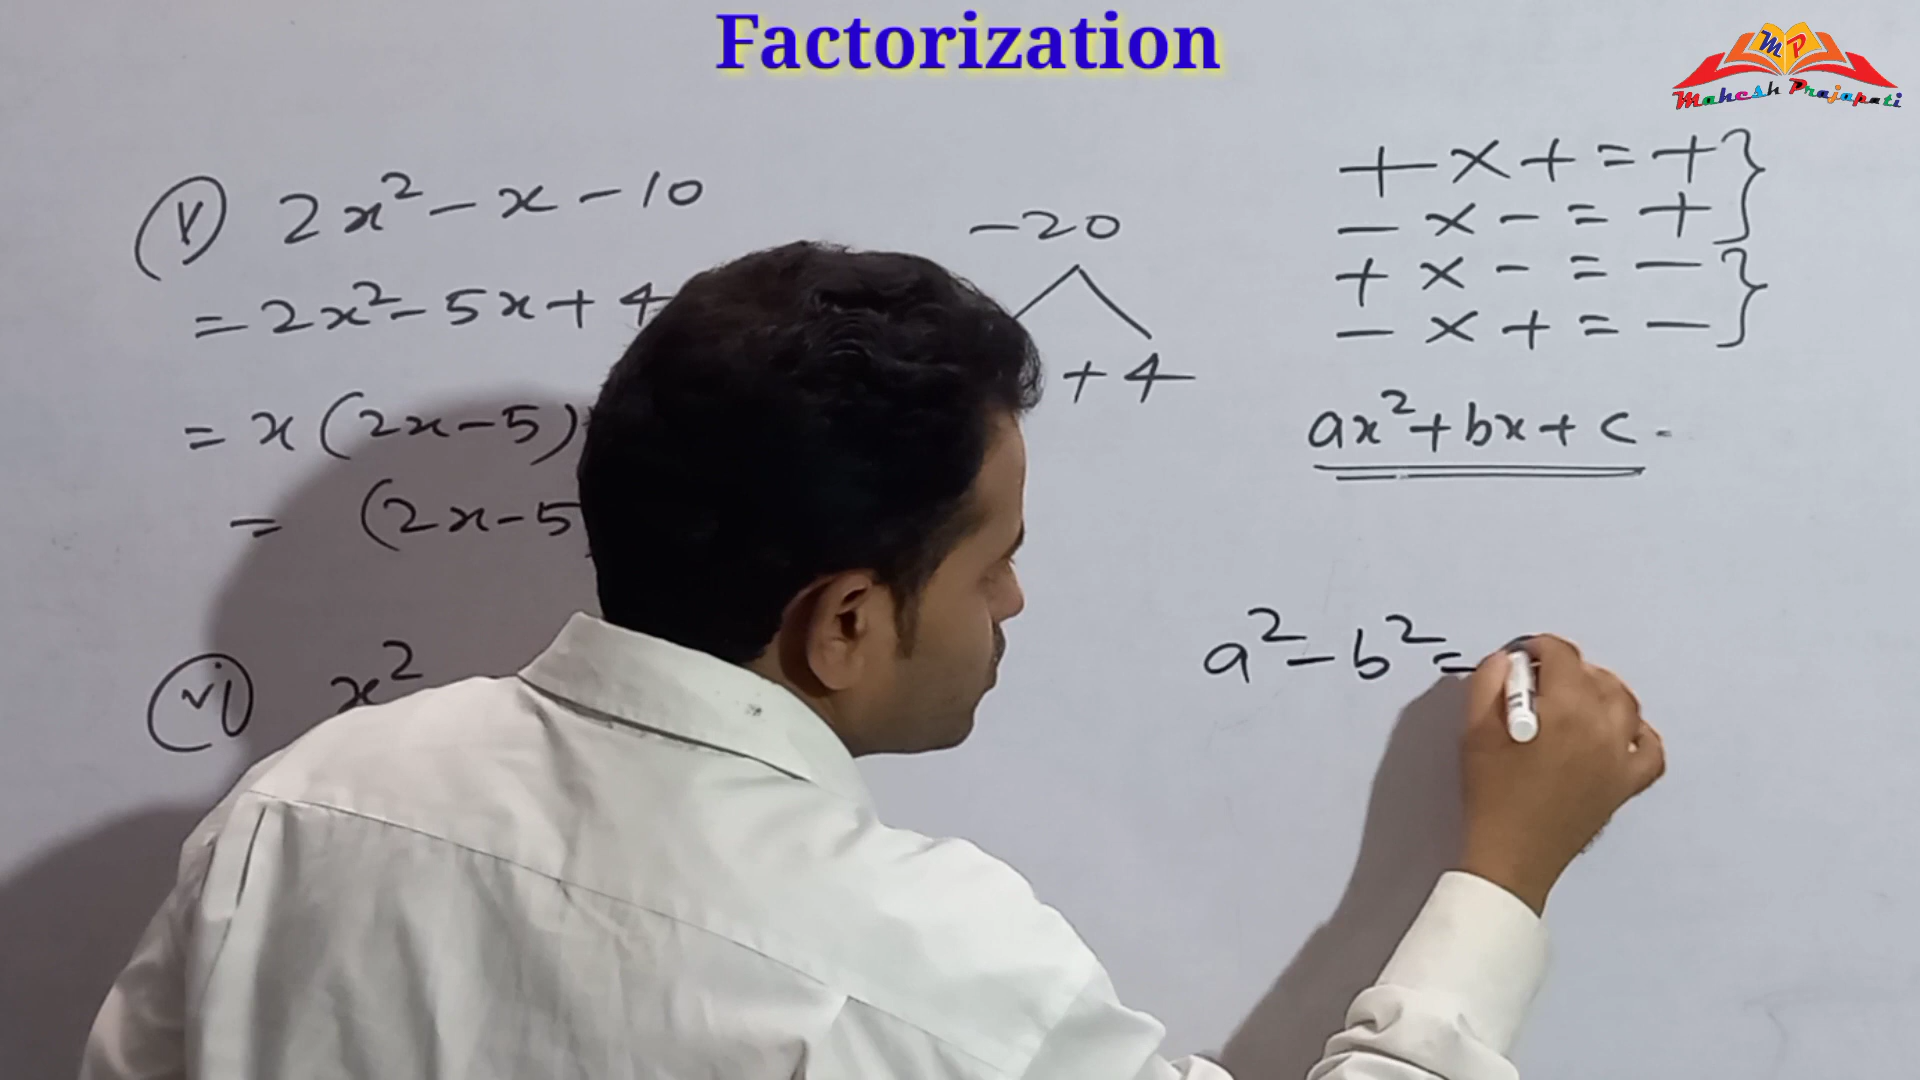 Factorization
MP
Mahesh Prajapati
(v) 2x² - x - 10
= 2x² - 5x + 4
= x (2x - 5)
= (2x - 5
(vi) x²
-20
+4
+ × + = +
- × - = +
+ × - = -
- × + = -
ax² + bx + c
a² - b² =